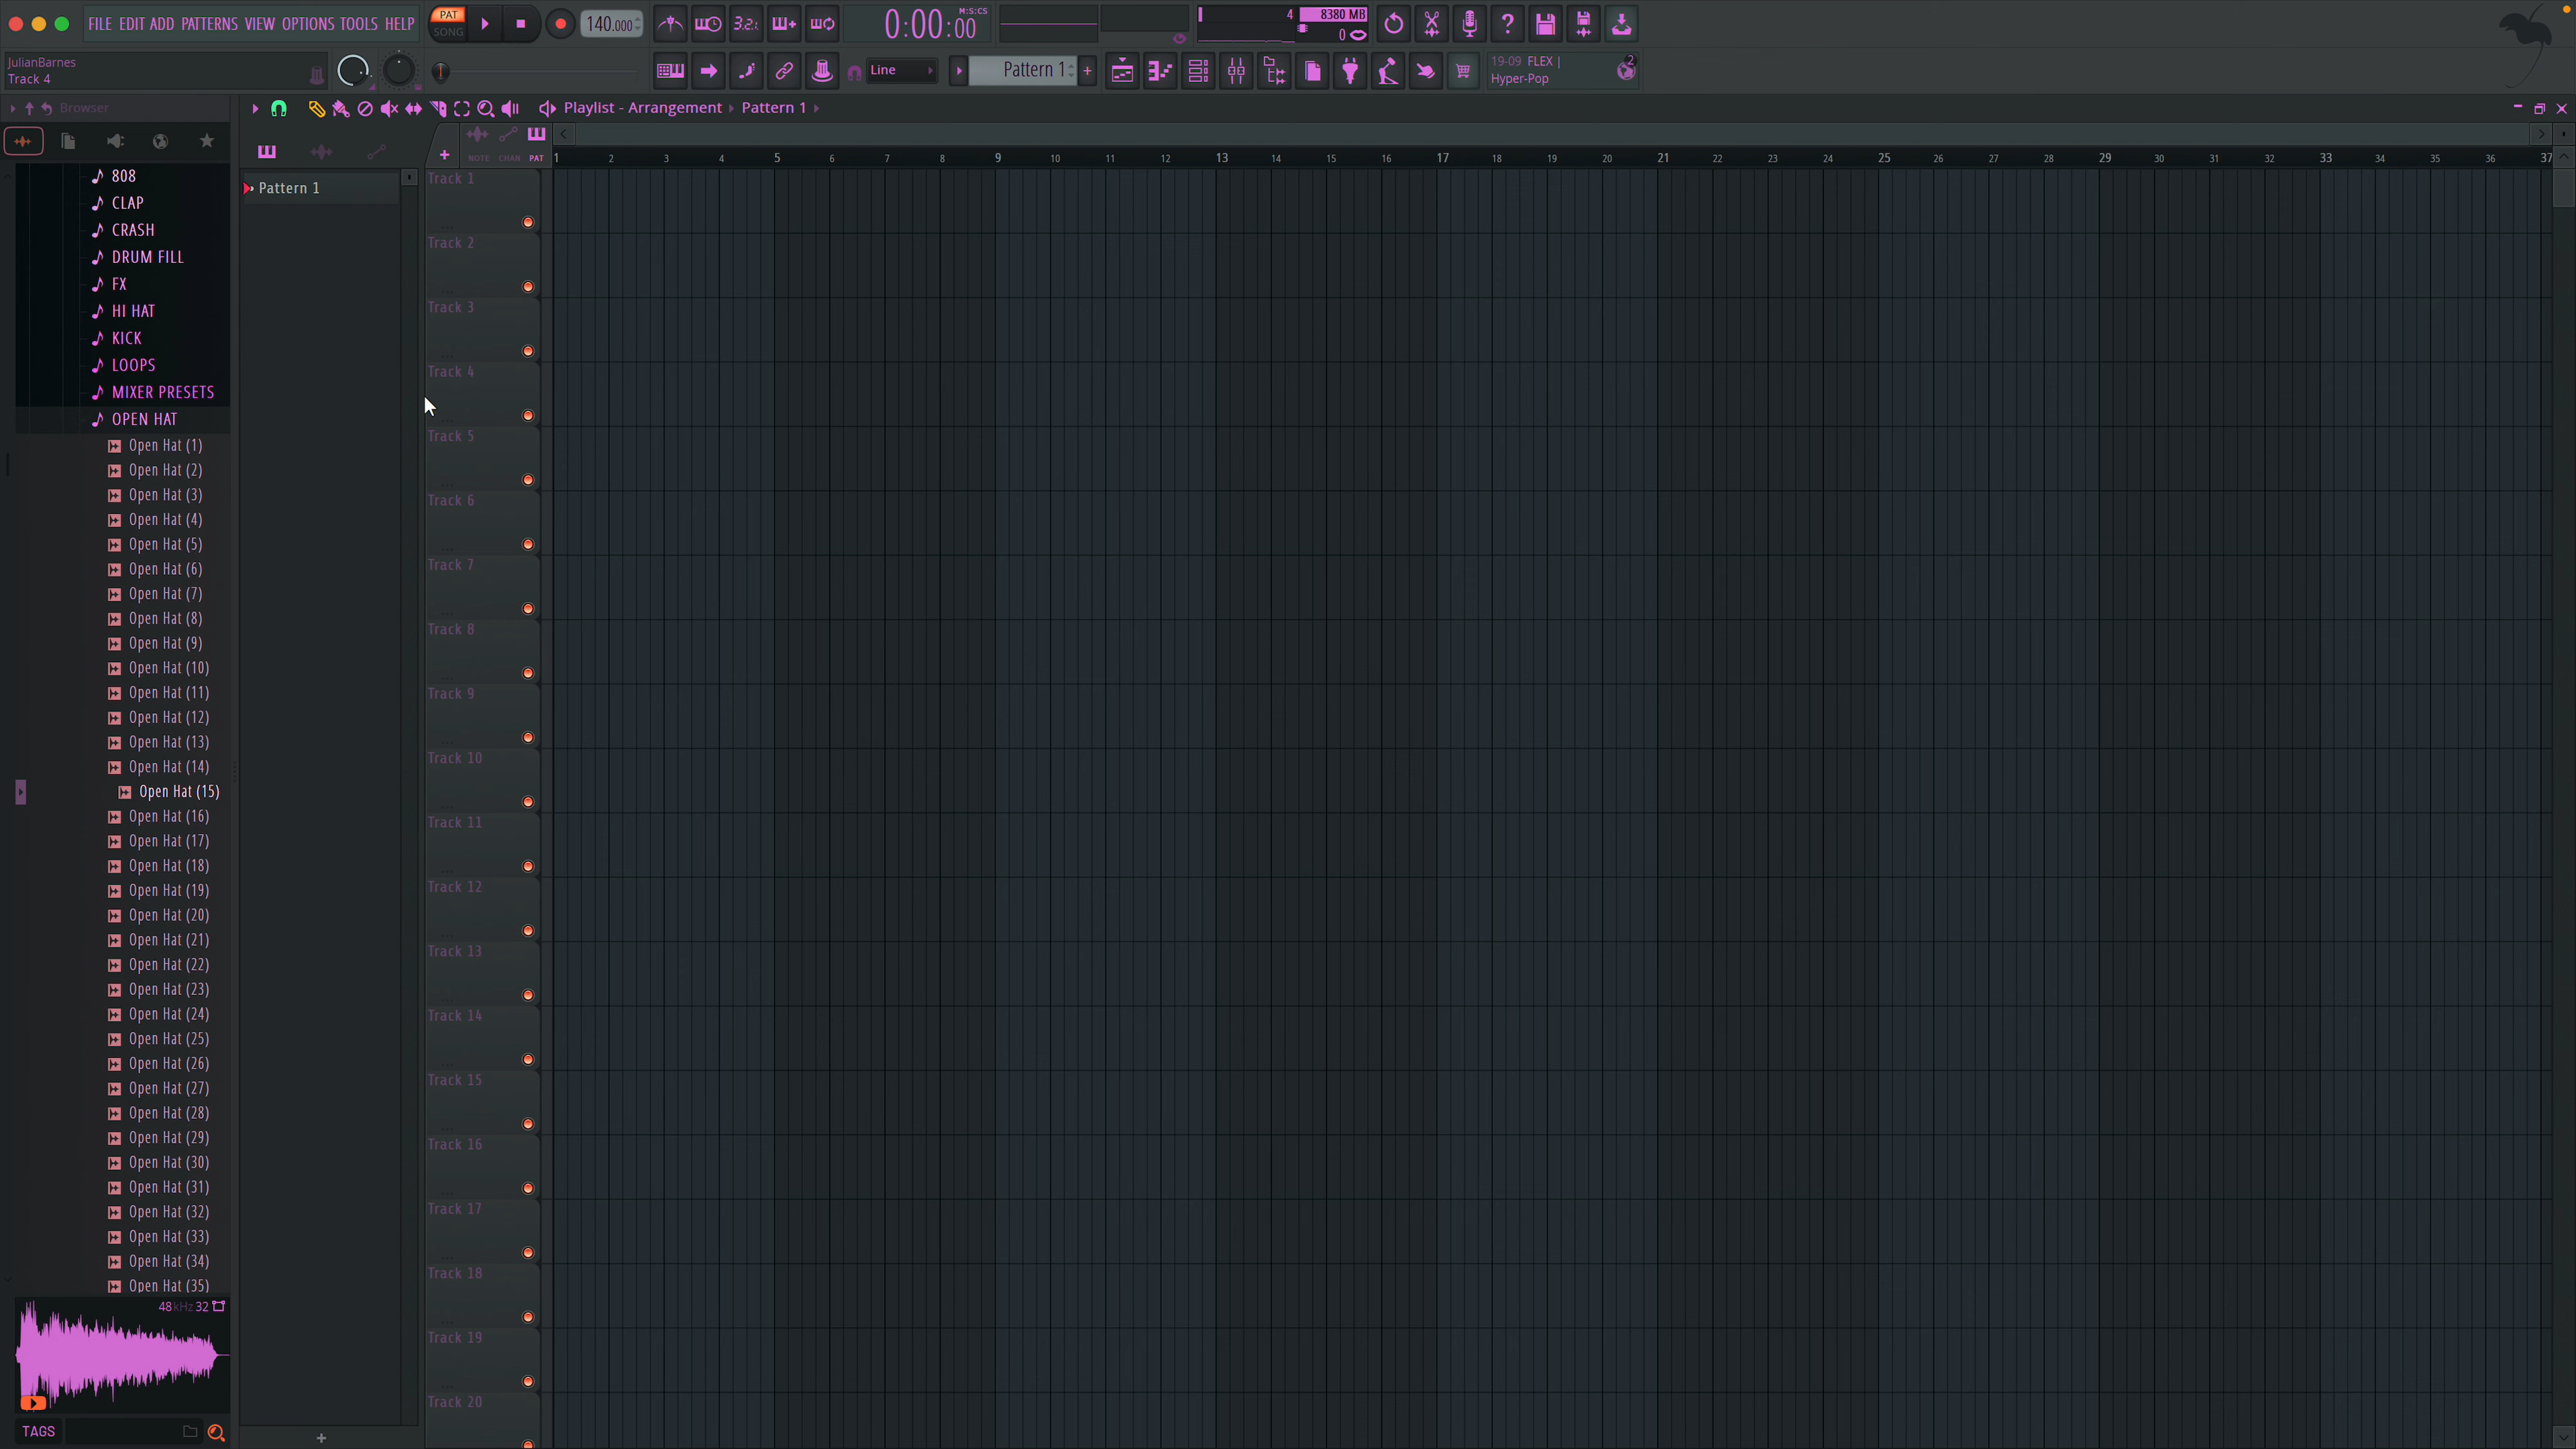 FILE EDIT ADD PATTERNS VIEW OPTIONS TOOLS HELP
PAT
SONG
140.000
3.2.
0:00:00
M:S:CS
4
8380 MB
0
JulianBarnes
Track 4
Line
Pattern 1
+
19-09 FLEX |
Hyper-Pop
2
Browser
Playlist - Arrangement
Pattern 1
NOTE CHAN PAT
1 2 3 4 5 6 7 8 9 10 11 12 13 14 15 16 17 18 19 20 21 22 23 24 25 26 27 28 29 30 31 32 33 34 35 36 37
808
CLAP
CRASH
DRUM FILL
FX
HI HAT
KICK
LOOPS
MIXER PRESETS
OPEN HAT
Open Hat (1)
Open Hat (2)
Open Hat (3)
Open Hat (4)
Open Hat (5)
Open Hat (6)
Open Hat (7)
Open Hat (8)
Open Hat (9)
Open Hat (10)
Open Hat (11)
Open Hat (12)
Open Hat (13)
Open Hat (14)
Open Hat (15)
Open Hat (16)
Open Hat (17)
Open Hat (18)
Open Hat (19)
Open Hat (20)
Open Hat (21)
Open Hat (22)
Open Hat (23)
Open Hat (24)
Open Hat (25)
Open Hat (26)
Open Hat (27)
Open Hat (28)
Open Hat (29)
Open Hat (30)
Open Hat (31)
Open Hat (32)
Open Hat (33)
Open Hat (34)
Open Hat (35)
48kHz 32
TAGS
Pattern 1
+
Track 1
Track 2
Track 3
Track 4
Track 5
Track 6
Track 7
Track 8
Track 9
Track 10
Track 11
Track 12
Track 13
Track 14
Track 15
Track 16
Track 17
Track 18
Track 19
Track 20